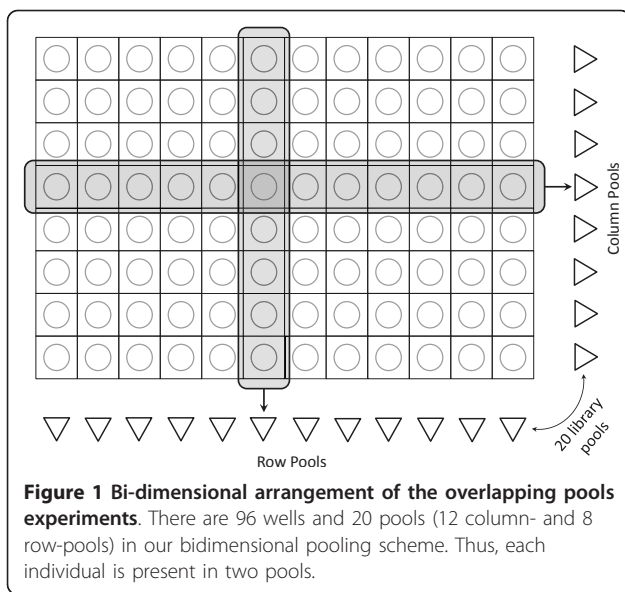 Column Pools
Row Pools
20 library
pools
Figure 1 Bi-dimensional arrangement of the overlapping pools
experiments. There are 96 wells and 20 pools (12 column- and 8
row-pools) in our bidimensional pooling scheme. Thus, each
individual is present in two pools.